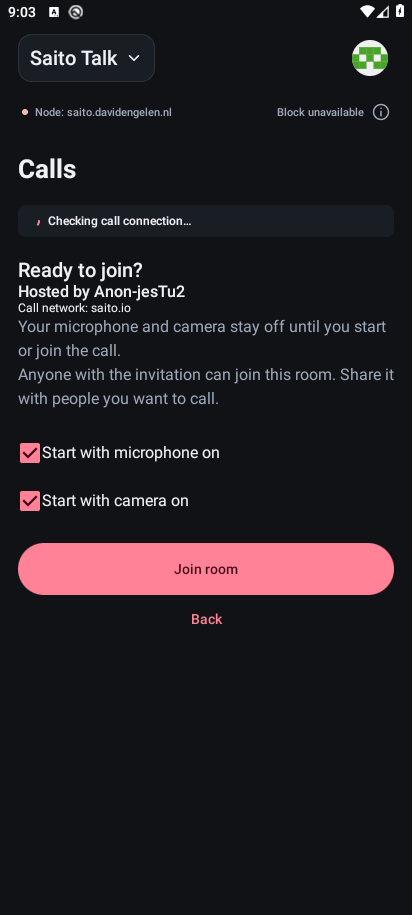 9:03
Saito Talk
Node: saito.davidengelen.nl
Block unavailable
Calls
Checking call connection...
Ready to join?
Hosted by Anon-jesTu2
Call network: saito.io
Your microphone and camera stay off until you start
or join the call.
Anyone with the invitation can join this room. Share it
with people you want to call.
Start with microphone on
Start with camera on
Join room
Back